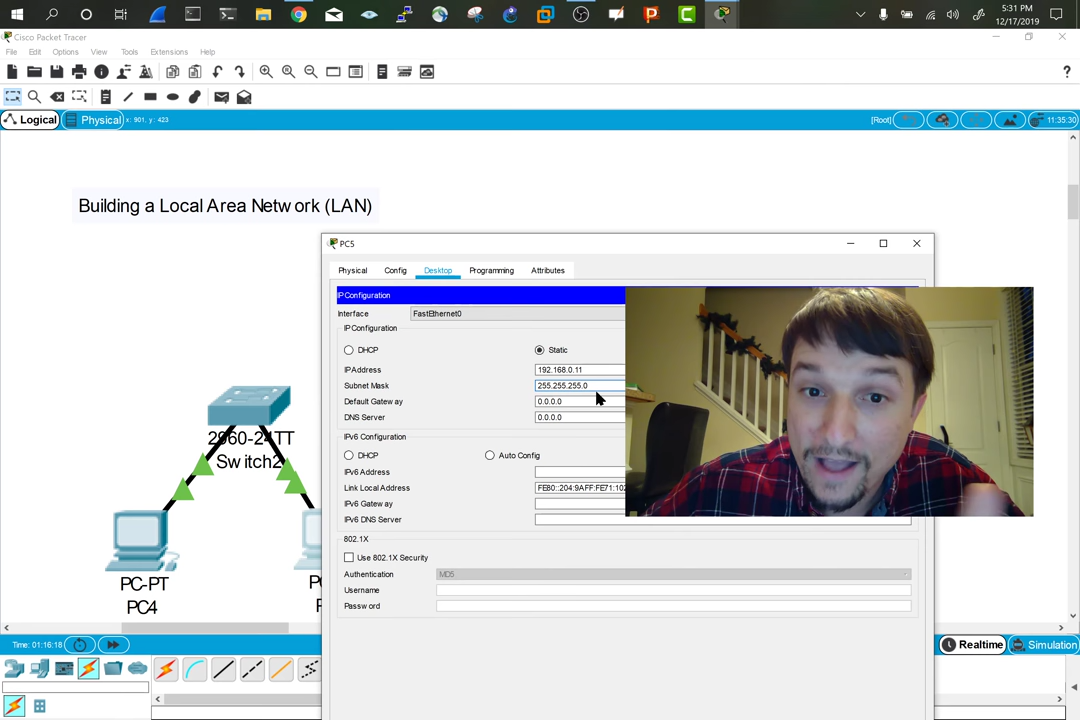 5:31 PM
12/17/2019
Cisco Packet Tracer
File Edit Options View Tools Extensions Help
?
Logical Physical x: 901, y: 423 [Root] 11:35:30
Building a Local Area Network (LAN)
PC5
Physical Config Desktop Programming Attributes
IP Configuration
Interface FastEthernet0
IP Configuration
DHCP Static
IP Address 192.168.0.11
Subnet Mask 255.255.255.0
Default Gateway 0.0.0.0
DNS Server 0.0.0.0
IPv6 Configuration
DHCP Auto Config
IPv6 Address
Link Local Address FE80::204:9AFF:FE71:102
IPv6 Gateway
IPv6 DNS Server
802.1X
Use 802.1X Security
Authentication MD5
Username
Password
2960-24TT
Switch2
PC-PT
PC4
Time: 01:16:18 Realtime Simulation